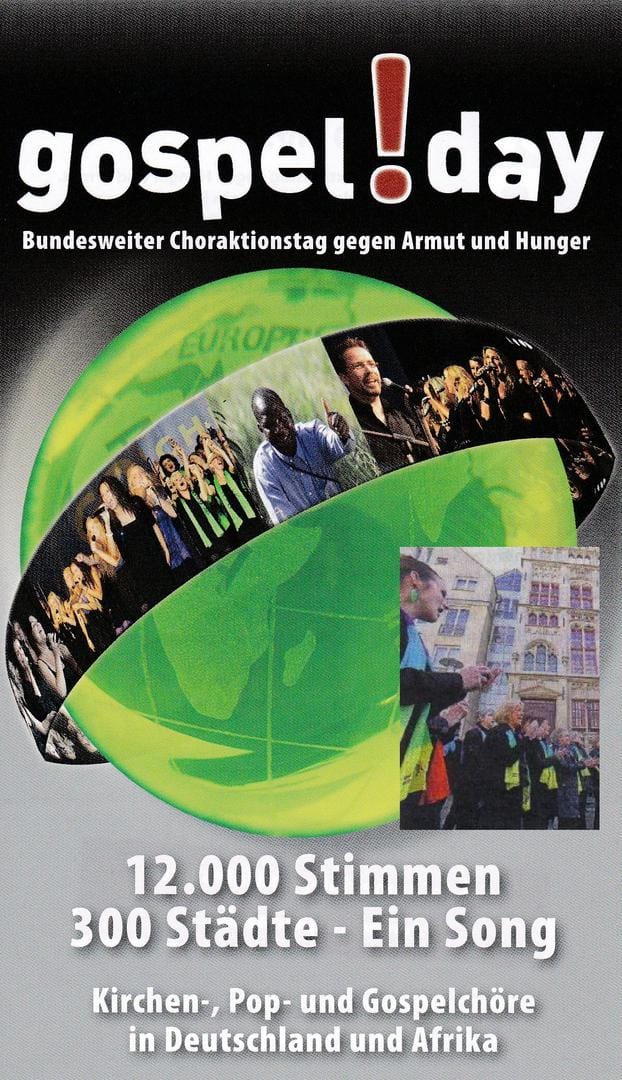 gospel!day
Bundesweiter Choraktionstag gegen Armut und Hunger
EUROP
12.000 Stimmen
300 Städte - Ein Song
Kirchen-, Pop- und Gospelchöre
in Deutschland und Afrika